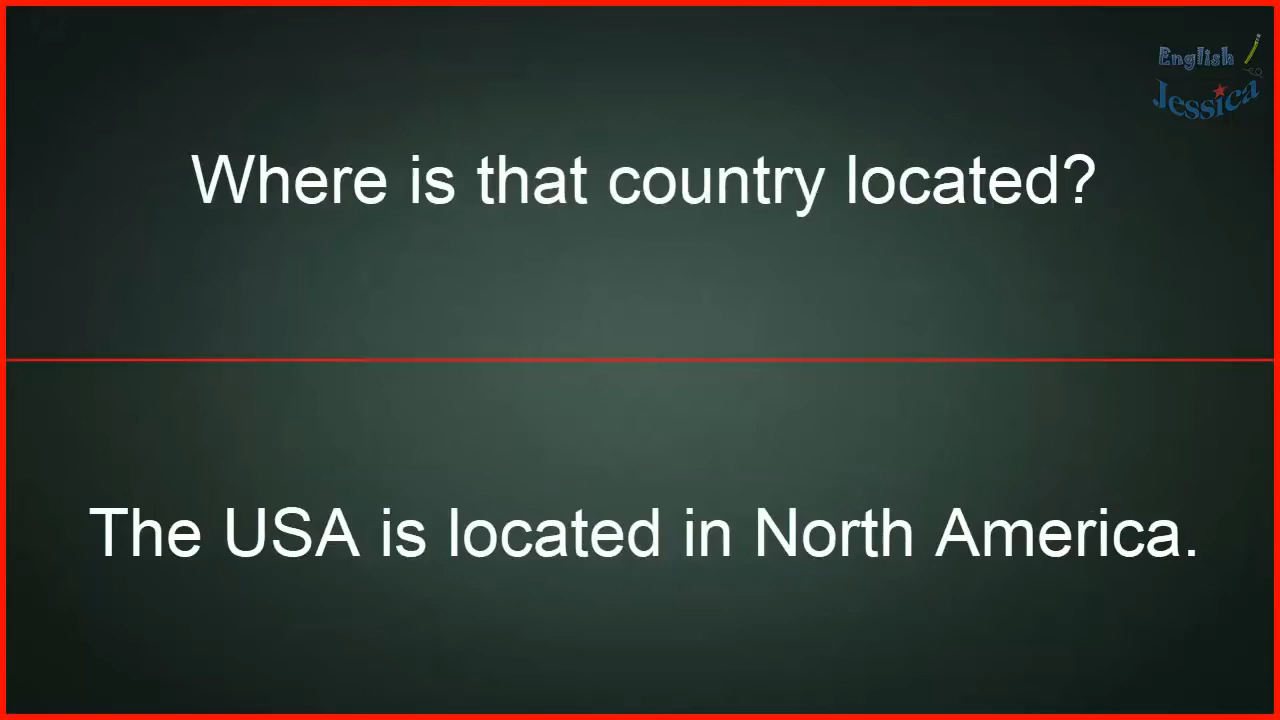 English
Jessica
Where is that country located?
The USA is located in North America.